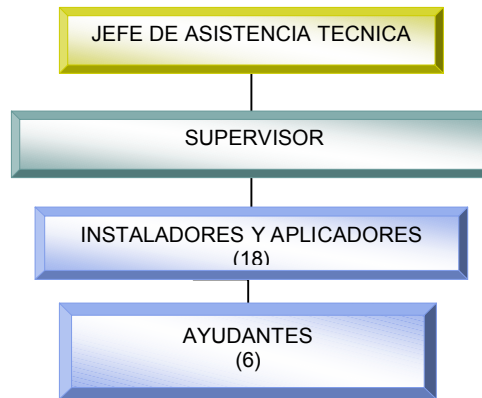 JEFE DE ASISTENCIA TECNICA
SUPERVISOR
INSTALADORES Y APLICADORES
(18)
AYUDANTES
(6)